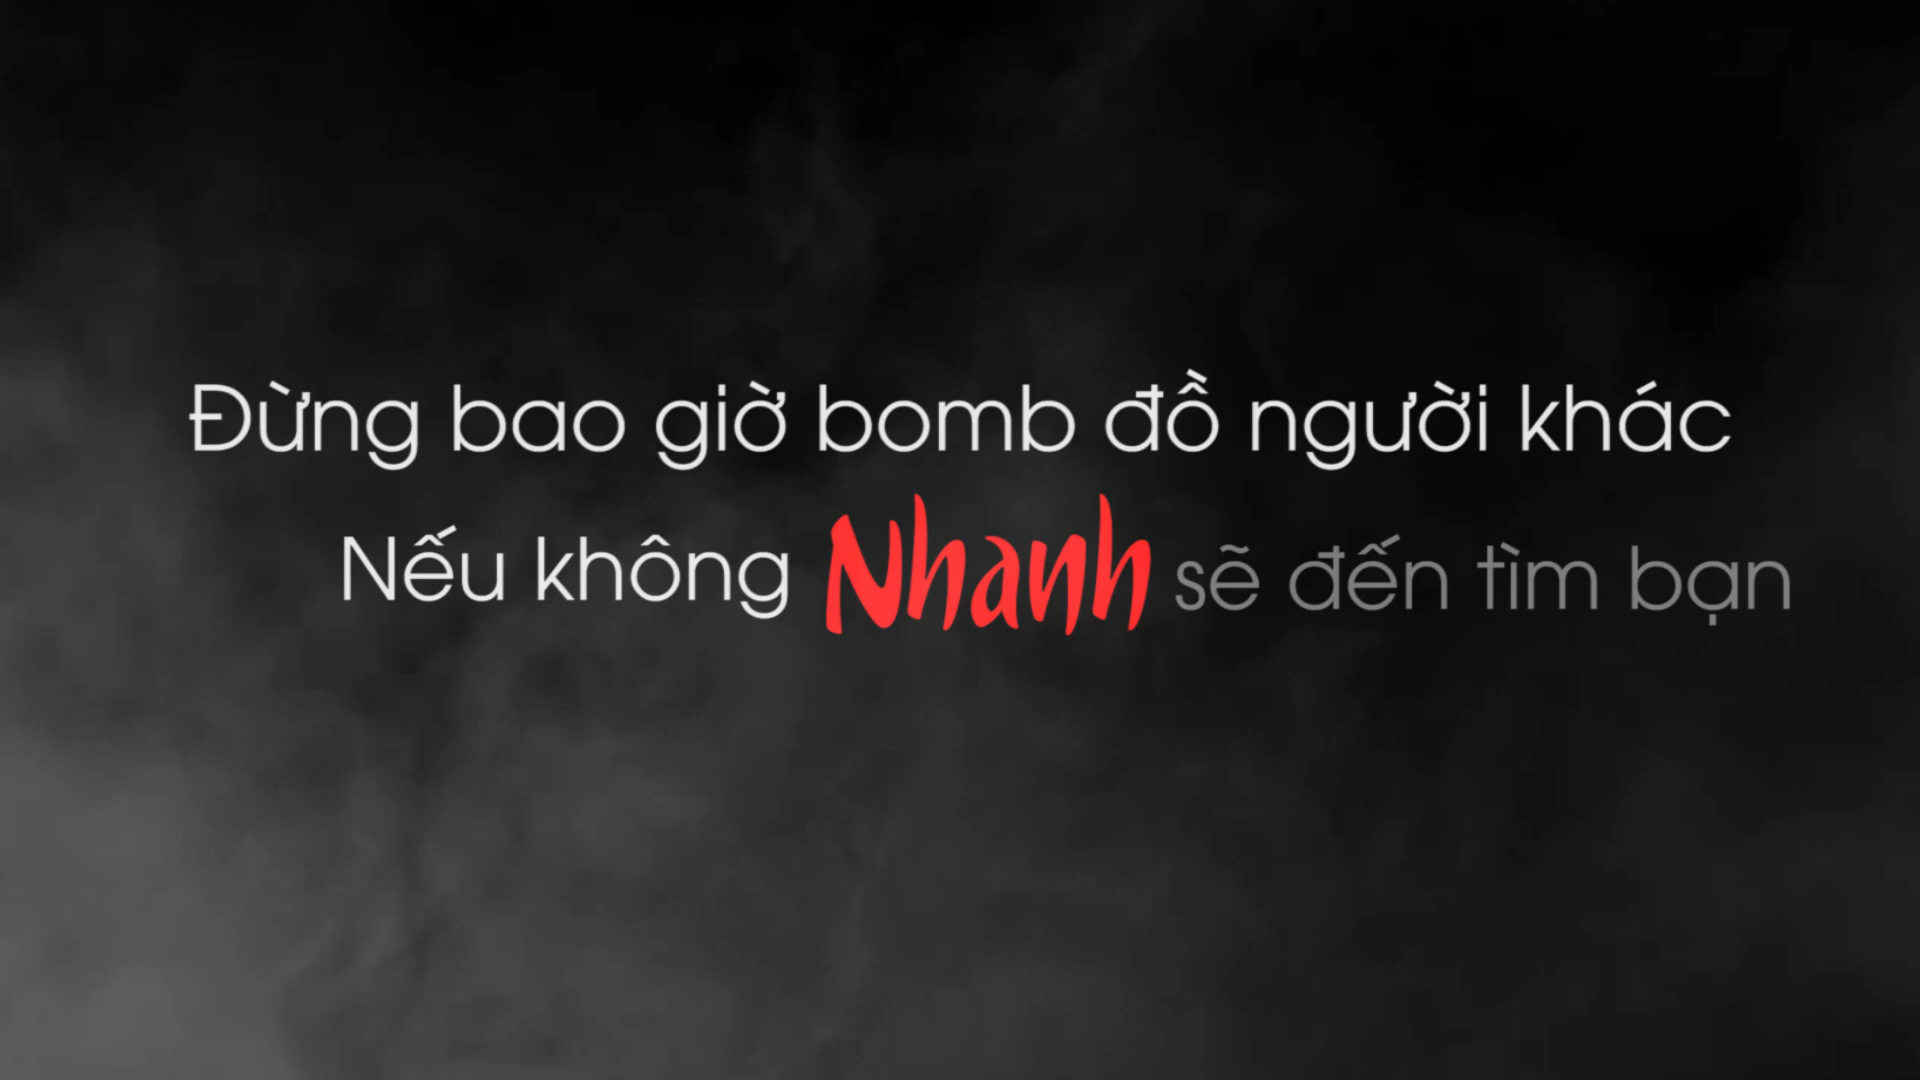 Đừng bao giờ bomb đồ người khác
Nếu không Nhanh sẽ đến tìm bạn